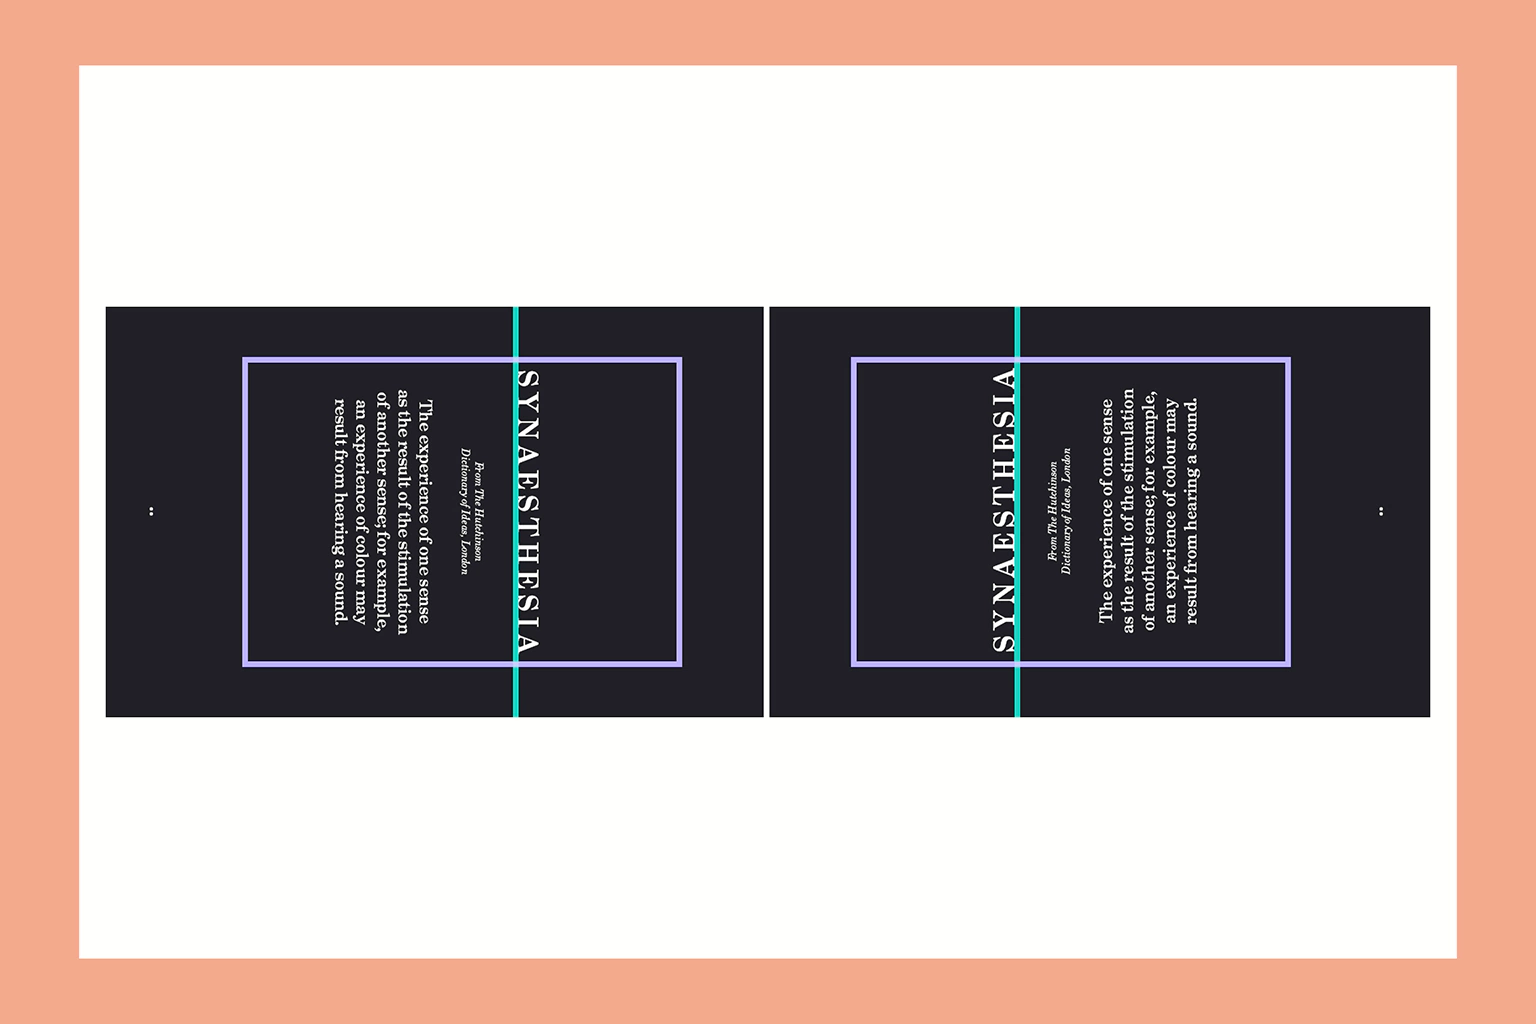 SYNAESTHESIA
From The Hutchinson
Dictionary of Ideas, London
The experience of one sense
as the result of the stimulation
of another sense; for example,
an experience of colour may
result from hearing a sound.
SYNAESTHESIA
From The Hutchinson
Dictionary of Ideas, London
The experience of one sense
as the result of the stimulation
of another sense; for example,
an experience of colour may
result from hearing a sound.